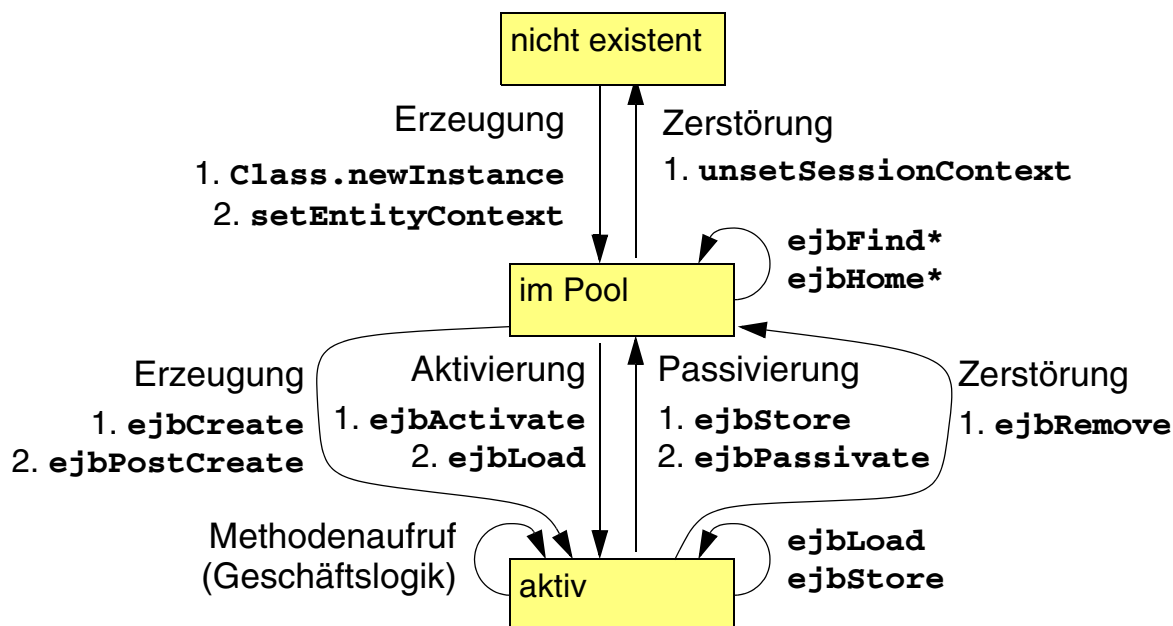 nicht existent
Erzeugung
1. Class.newInstance
2. setEntityContext
Zerstörung
1. unsetSessionContext
ejbFind*
ejbHome*
im Pool
Erzeugung
1. ejbCreate
2. ejbPostCreate
Aktivierung
1. ejbActivate
2. ejbLoad
Passivierung
1. ejbStore
2. ejbPassivate
Zerstörung
1. ejbRemove
Methodenaufruf
(Geschäftslogik)
ejbLoad
ejbStore
aktiv